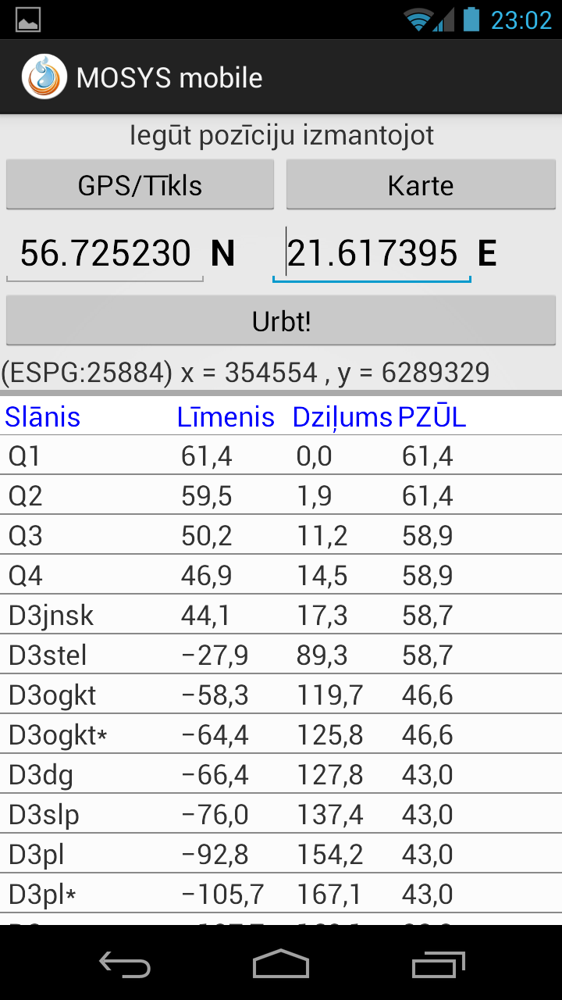 23:02
MOSYS mobile
Iegūt pozīciju izmantojot
GPS/Tīkls Karte
56.725230 N 21.617395 E
Urbt!
(ESPG:25884) x = 354554 , y = 6289329
Slānis Līmenis Dziļums PZŪL
Q1 61,4 0,0 61,4
Q2 59,5 1,9 61,4
Q3 50,2 11,2 58,9
Q4 46,9 14,5 58,9
D3jnsk 44,1 17,3 58,7
D3stel −27,9 89,3 58,7
D3ogkt −58,3 119,7 46,6
D3ogkt* −64,4 125,8 46,6
D3dg −66,4 127,8 43,0
D3slp −76,0 137,4 43,0
D3pl −92,8 154,2 43,0
D3pl* −105,7 167,1 43,0